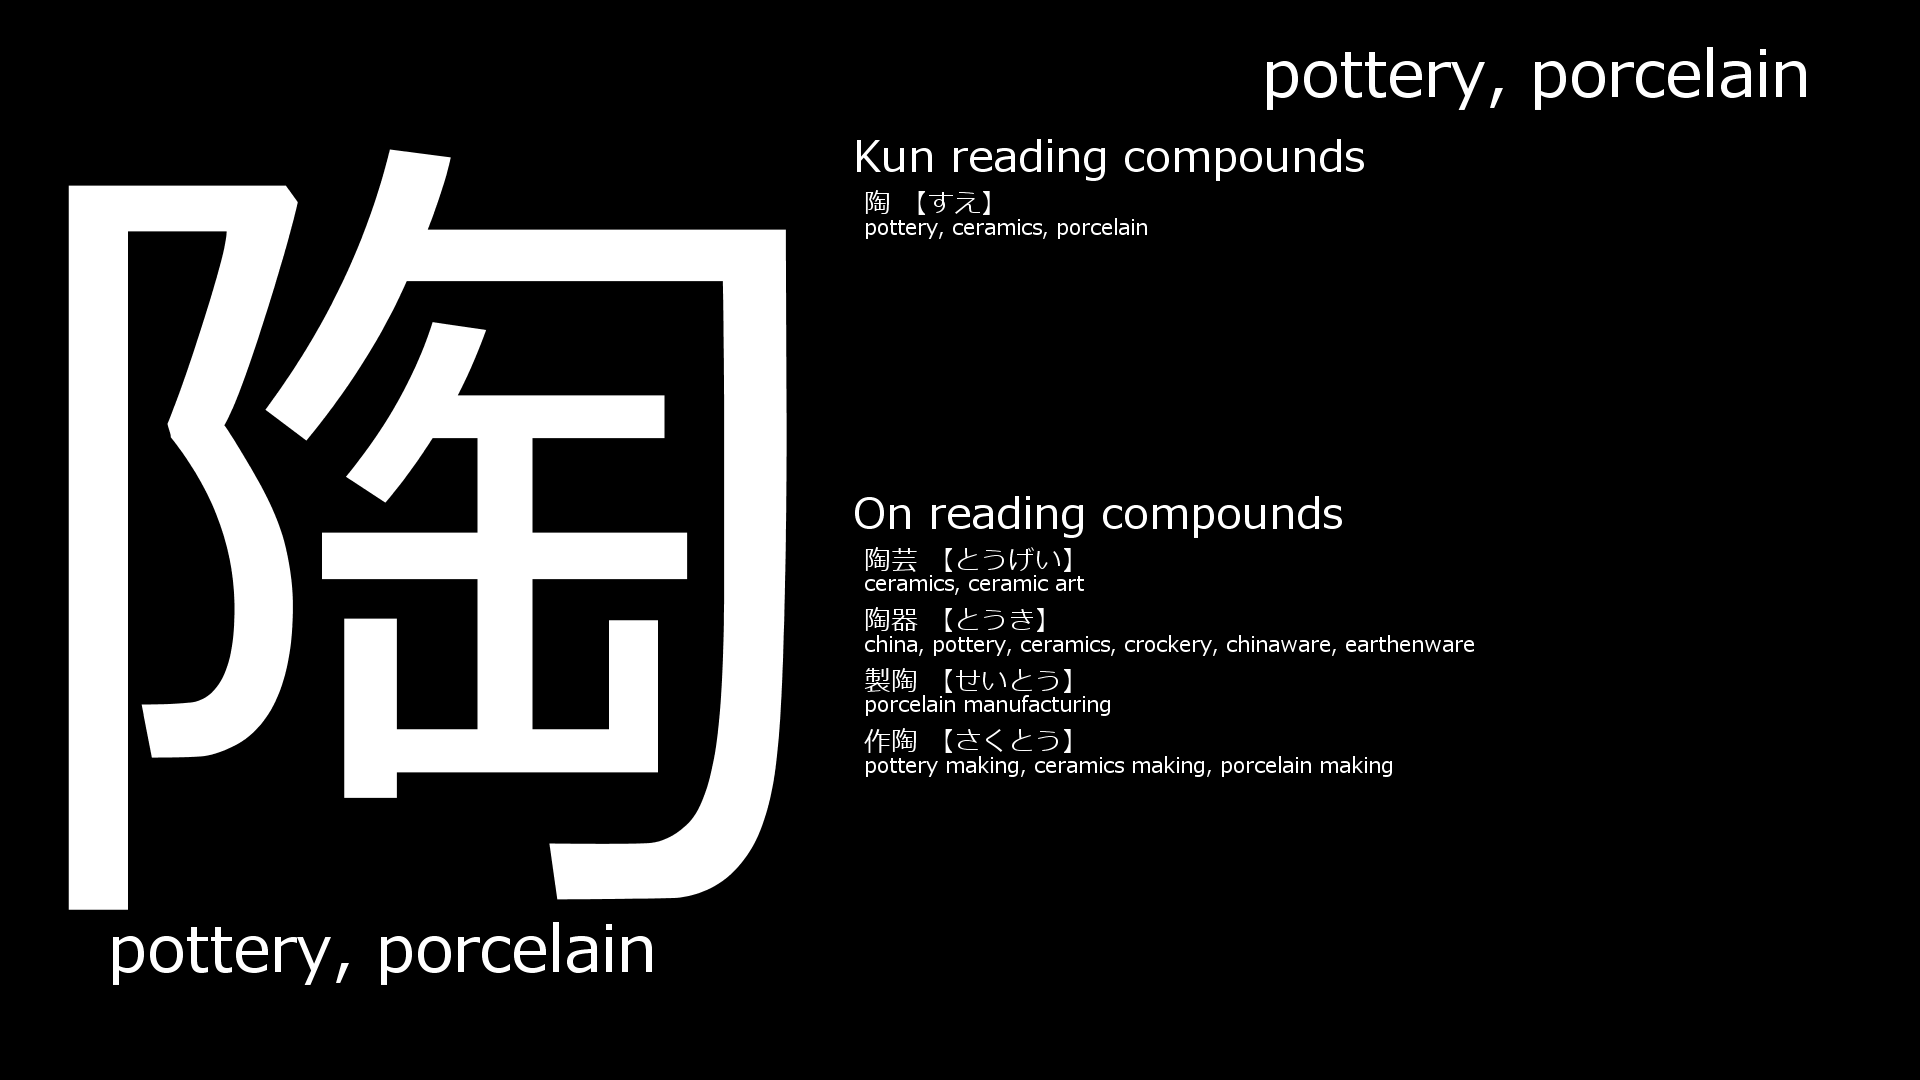 陶
pottery, porcelain
pottery, porcelain
Kun reading compounds
陶 【すえ】
pottery, ceramics, porcelain
On reading compounds
陶芸 【とうげい】
ceramics, ceramic art
陶器 【とうき】
china, pottery, ceramics, crockery, chinaware, earthenware
製陶 【せいとう】
porcelain manufacturing
作陶 【さくとう】
pottery making, ceramics making, porcelain making